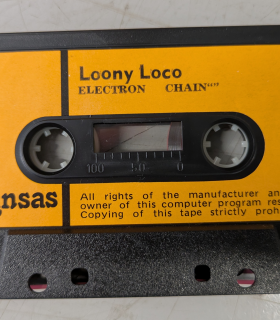 Loony Loco
ELECTRON CHAIN""
100 50 0
nsas
All rights of the manufacturer an
owner of this computer program res
Copying of this tape strictly proh